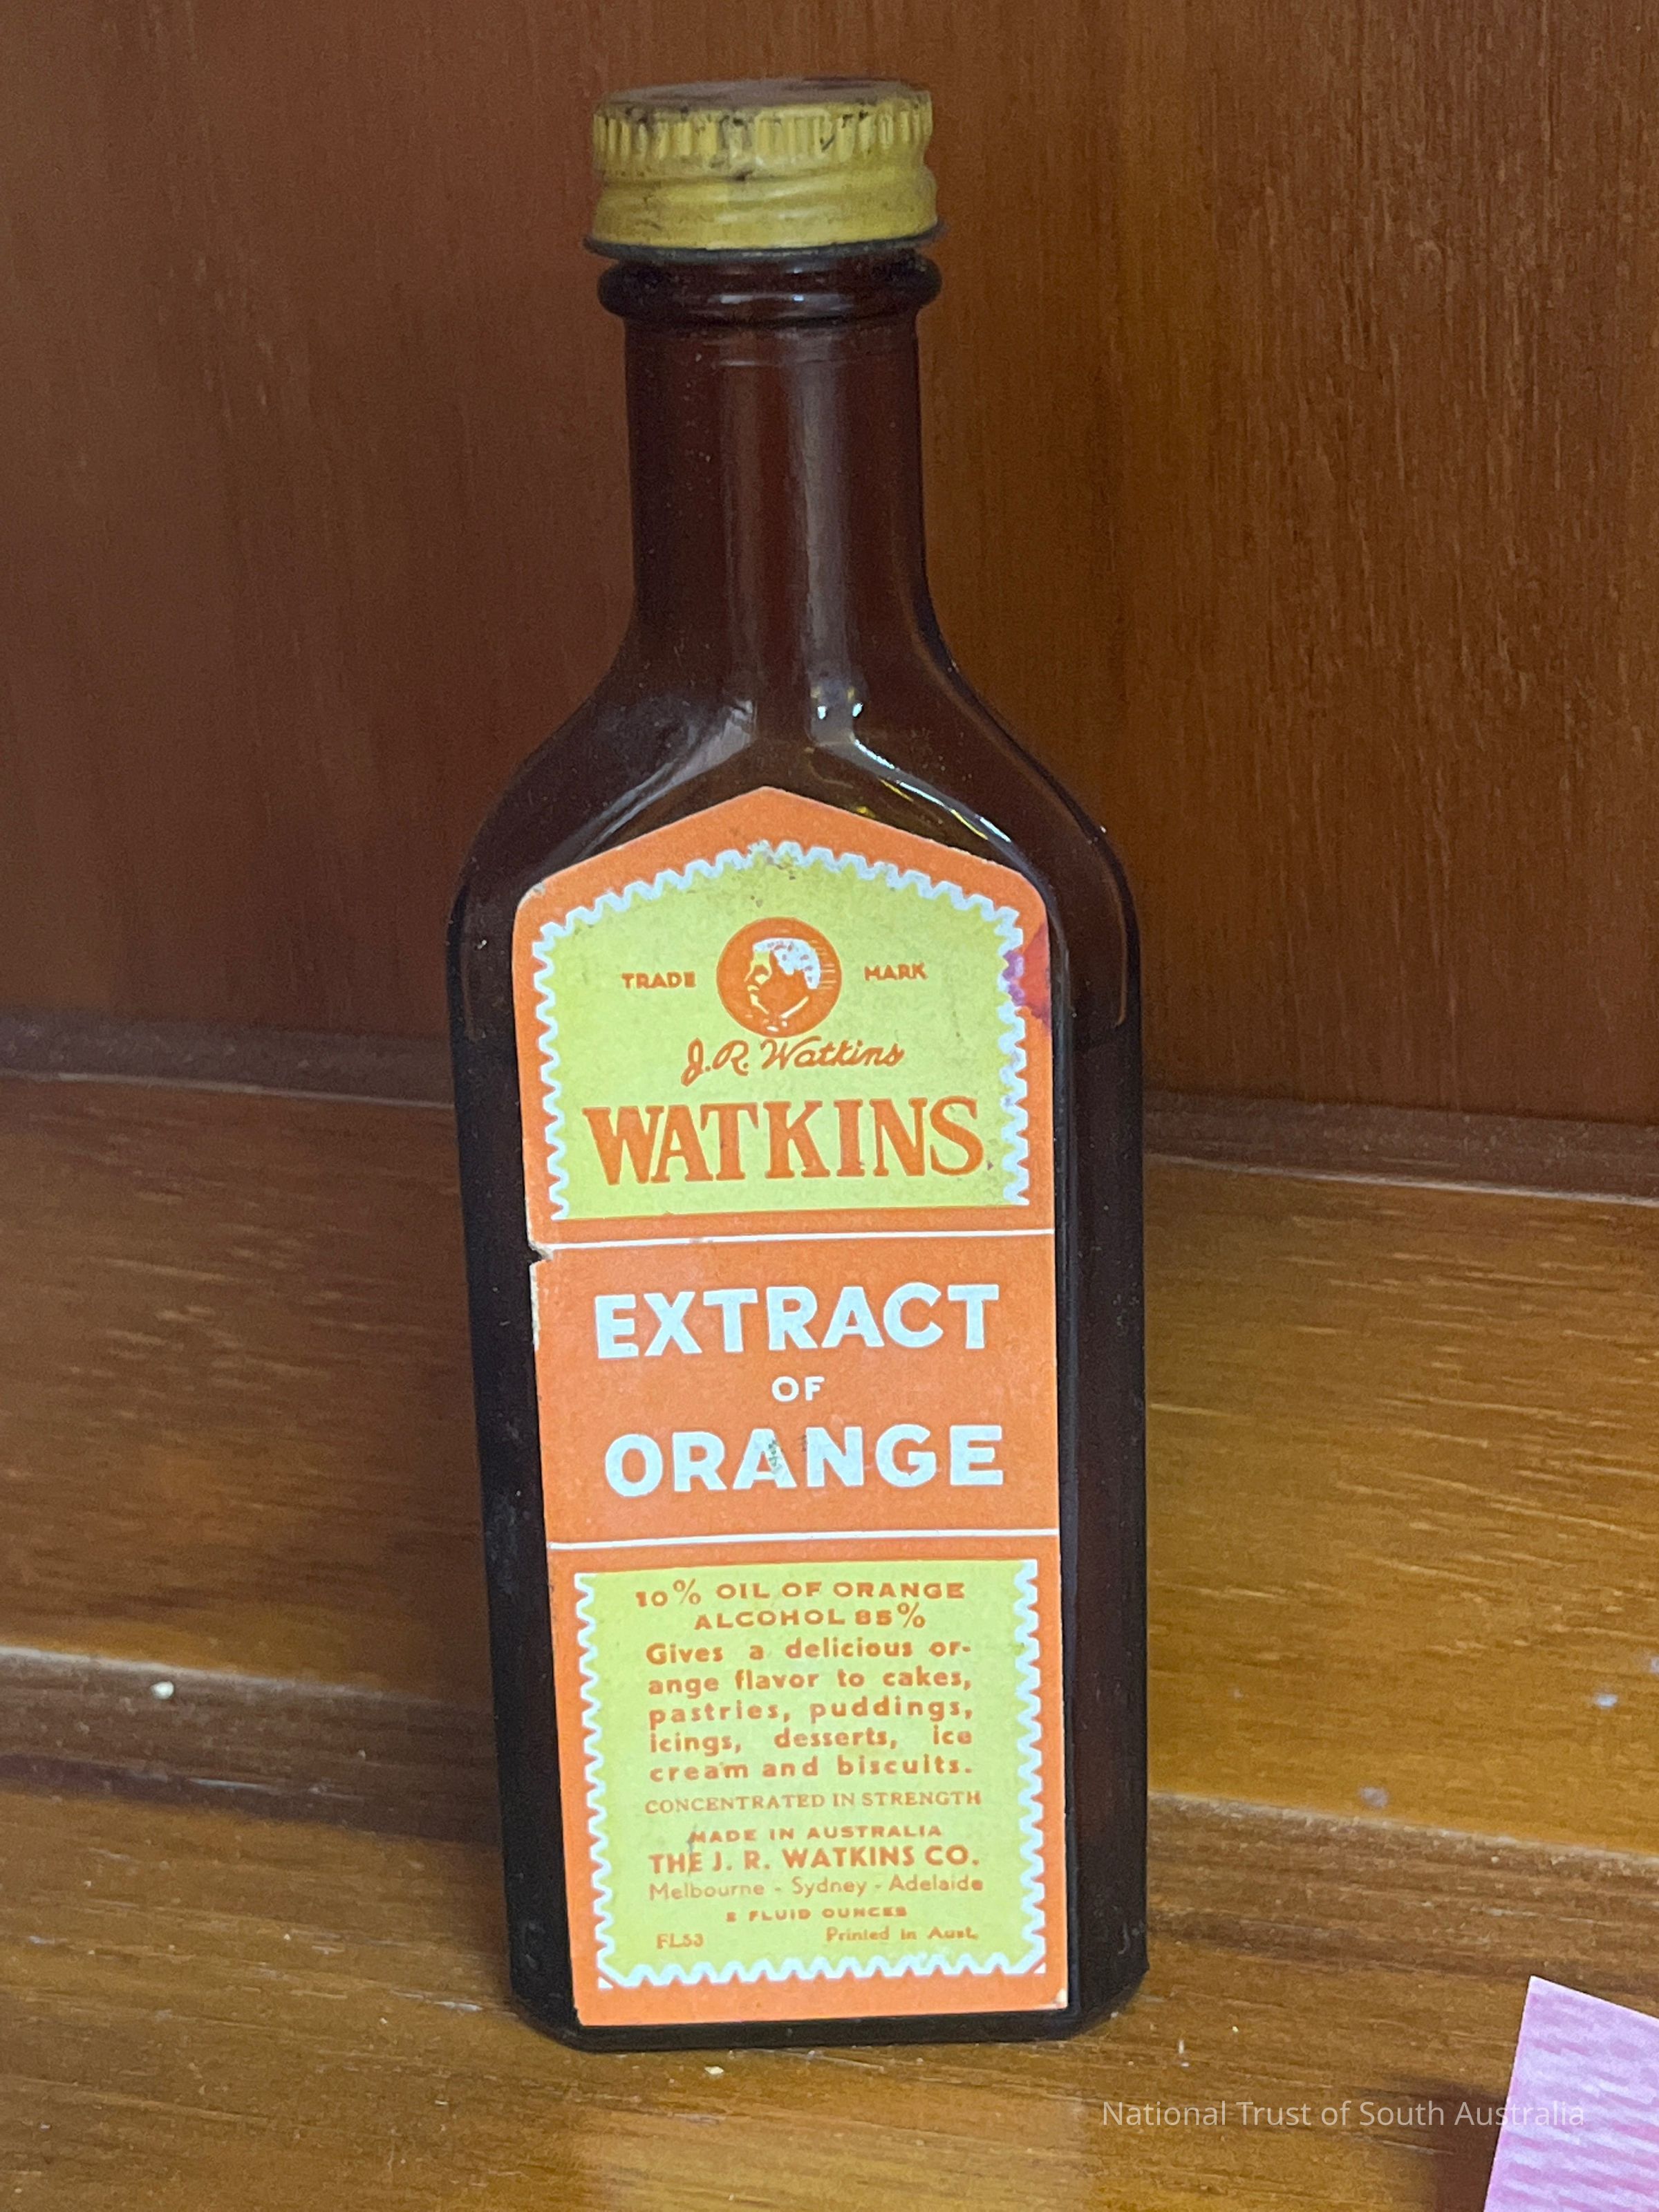 TRADE MARK
J.R. Watkins
WATKINS
EXTRACT
OF
ORANGE
10% OIL OF ORANGE
ALCOHOL 85%
Gives a delicious or-
ange flavor to cakes,
pastries, puddings,
icings, desserts, ice
cream and biscuits.
CONCENTRATED IN STRENGTH
MADE IN AUSTRALIA
THE J. R. WATKINS CO.
Melbourne - Sydney - Adelaide
FLUID OUNCES
FL53 Printed in Aust.
National Trust of South Australia